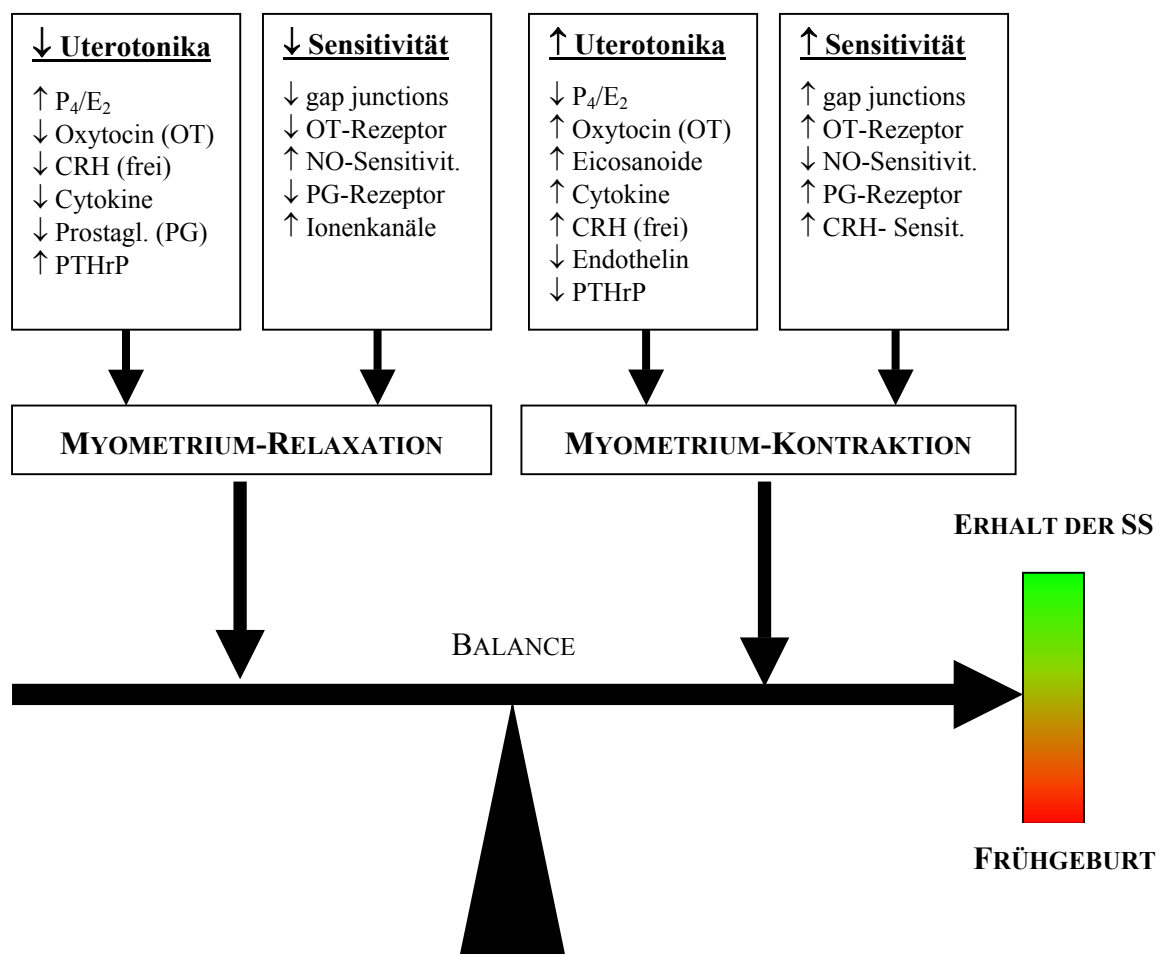 ↓ Uterotonika
↑ P₄/E₂
↓ Oxytocin (OT)
↓ CRH (frei)
↓ Cytokine
↓ Prostagl. (PG)
↑ PTHrP
↓ Sensitivität
↓ gap junctions
↓ OT-Rezeptor
↑ NO-Sensitivit.
↓ PG-Rezeptor
↑ Ionenkanäle
↑ Uterotonika
↓ P₄/E₂
↑ Oxytocin (OT)
↑ Eicosanoide
↑ Cytokine
↑ CRH (frei)
↓ Endothelin
↓ PTHrP
↑ Sensitivität
↑ gap junctions
↑ OT-Rezeptor
↓ NO-Sensitivit.
↑ PG-Rezeptor
↑ CRH- Sensit.
MYOMETRIUM-RELAXATION
MYOMETRIUM-KONTRAKTION
ERHALT DER SS
BALANCE
FRÜHGEBURT